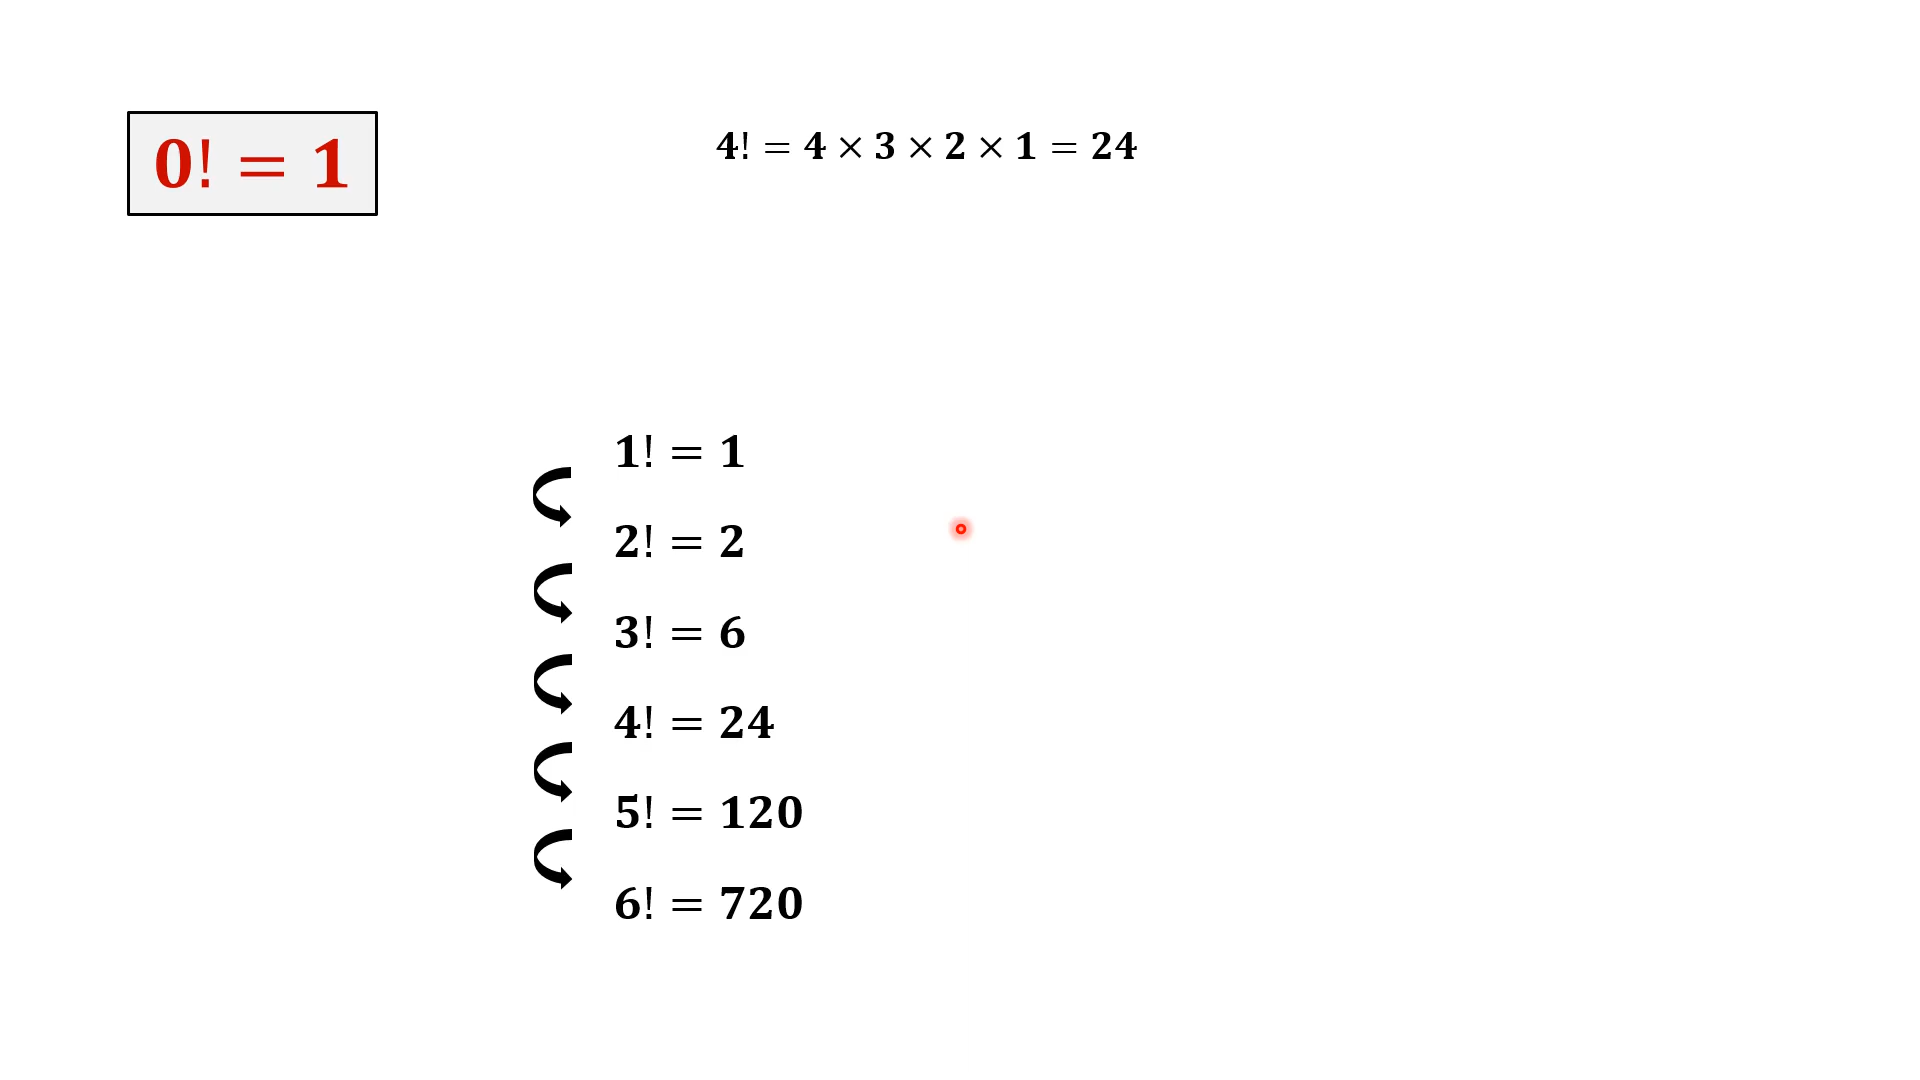 0! = 1
4! = 4 × 3 × 2 × 1 = 24
1! = 1
2! = 2
3! = 6
4! = 24
5! = 120
6! = 720